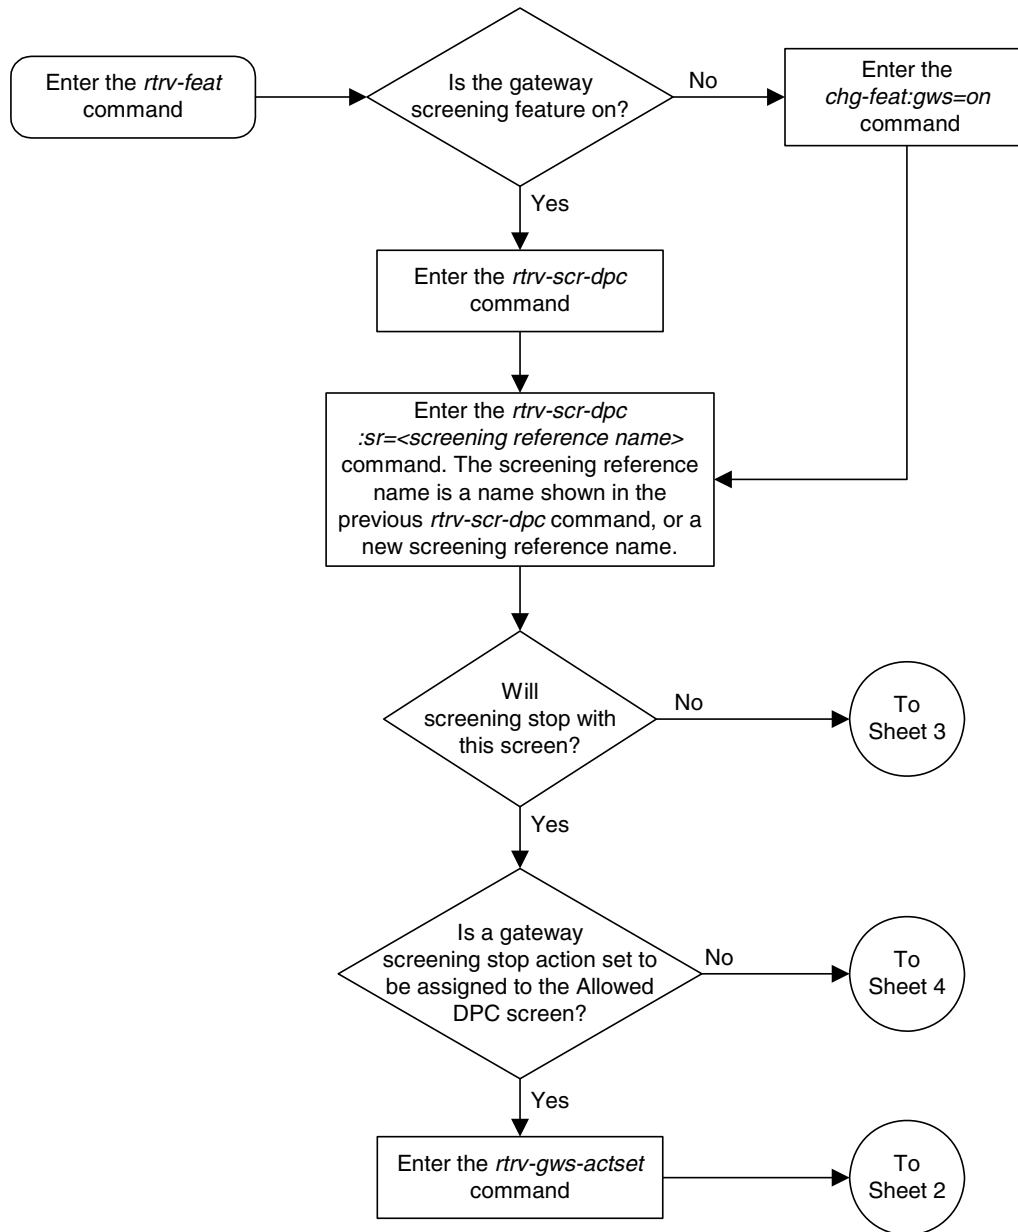 Enter the rtrv-feat
command
Is the gateway
screening feature on?
No
Enter the
chg-feat:gws=on
command
Yes
Enter the rtrv-scr-dpc
command
Enter the rtrv-scr-dpc
:sr=<screening reference name>
command. The screening reference
name is a name shown in the
previous rtrv-scr-dpc command, or a
new screening reference name.
Will
screening stop with
this screen?
No
To
Sheet 3
Yes
Is a gateway
screening stop action set to
be assigned to the Allowed
DPC screen?
No
To
Sheet 4
Yes
Enter the rtrv-gws-actset
command
To
Sheet 2